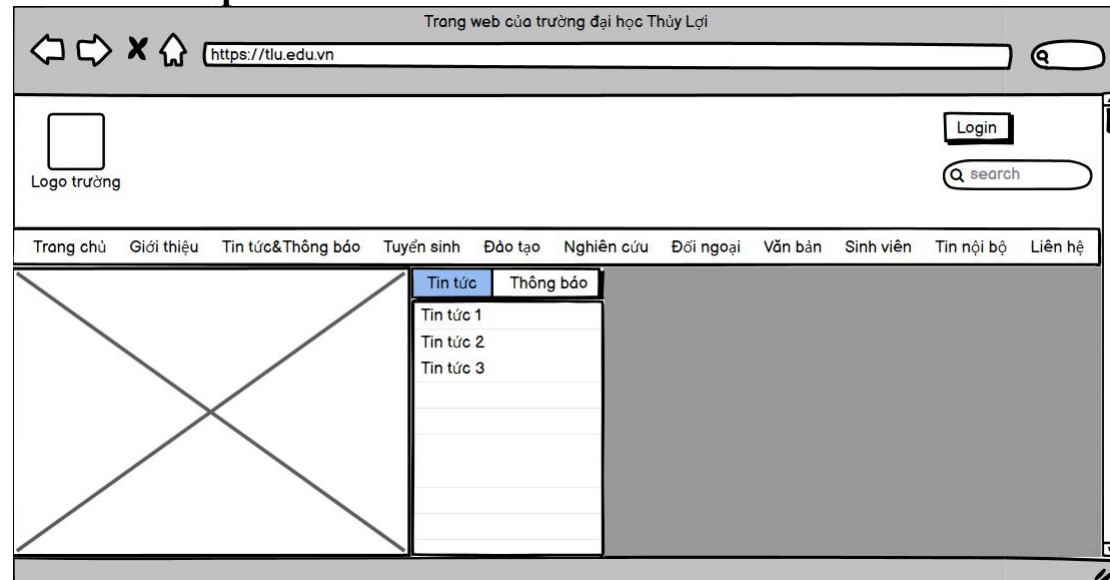 Trang web của trường đại học Thủy Lợi
https://tlu.edu.vn
Login
search
Logo trường
Trang chủ Giới thiệu Tin tức&Thông báo Tuyển sinh Đào tạo Nghiên cứu Đối ngoại Văn bản Sinh viên Tin nội bộ Liên hệ
Tin tức Thông báo
Tin tức 1
Tin tức 2
Tin tức 3